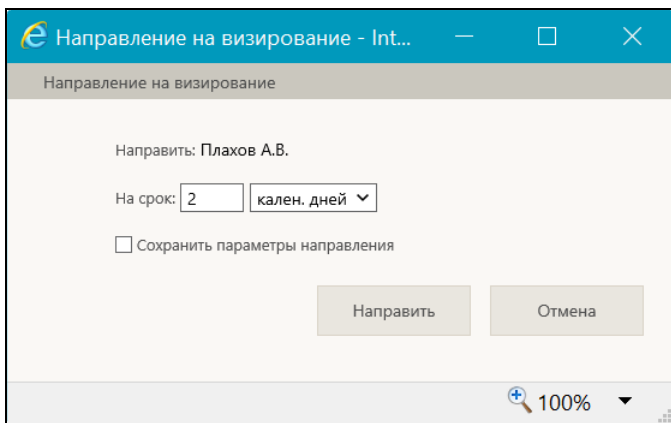 Направление на визирование - Int...
Направление на визирование
Направить: Плахов А.В.
На срок: 2 кален. дней
Сохранить параметры направления
Направить Отмена
100%